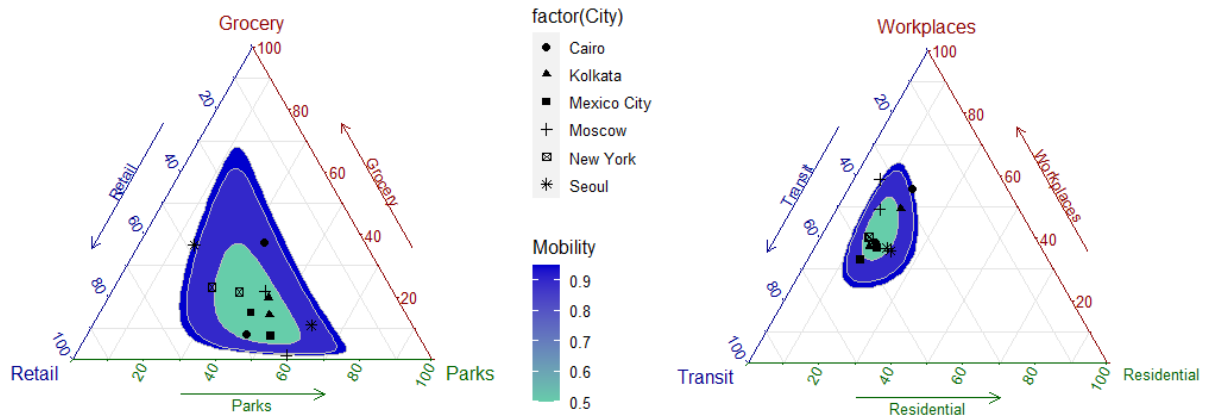 Grocery
100
80
60
40
20
Grocery
20
40
60
80
100
Retail
Retail
Parks
20
40
60
80
100
Parks
factor(City)
Cairo
Kolkata
Mexico City
Moscow
New York
Seoul
Mobility
0.9
0.8
0.7
0.6
0.5
Workplaces
100
80
60
40
20
Workplaces
20
40
60
80
100
Transit
Transit
Residential
20
40
60
80
100
Residential